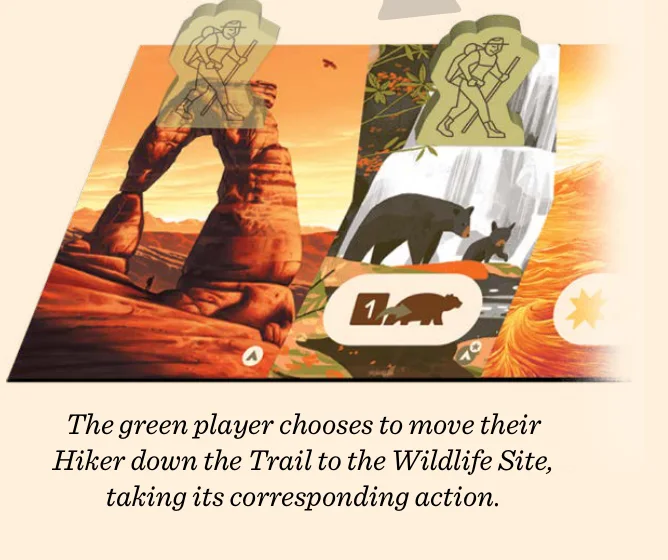 1
The green player chooses to move their
Hiker down the Trail to the Wildlife Site,
taking its corresponding action.